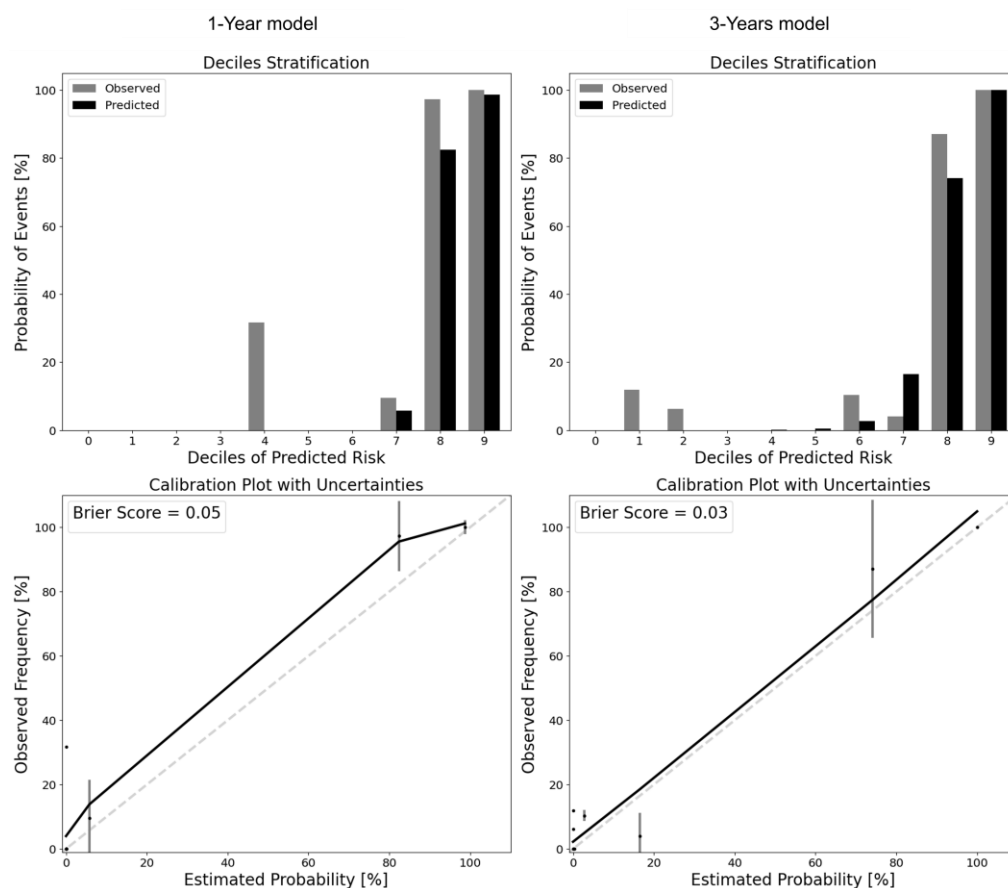 1-Year model
Deciles Stratification
Observed
Predicted
Probability of Events [%]
100
80
60
40
20
0
0 1 2 3 4 5 6 7 8 9
Deciles of Predicted Risk
3-Years model
Deciles Stratification
Observed
Predicted
Probability of Events [%]
100
80
60
40
20
0
0 1 2 3 4 5 6 7 8 9
Deciles of Predicted Risk
Calibration Plot with Uncertainties
Brier Score = 0.05
Observed Frequency [%]
100
80
60
40
20
0
0 20 40 60 80 100
Estimated Probability [%]
Calibration Plot with Uncertainties
Brier Score = 0.03
Observed Frequency [%]
100
80
60
40
20
0
0 20 40 60 80 100
Estimated Probability [%]